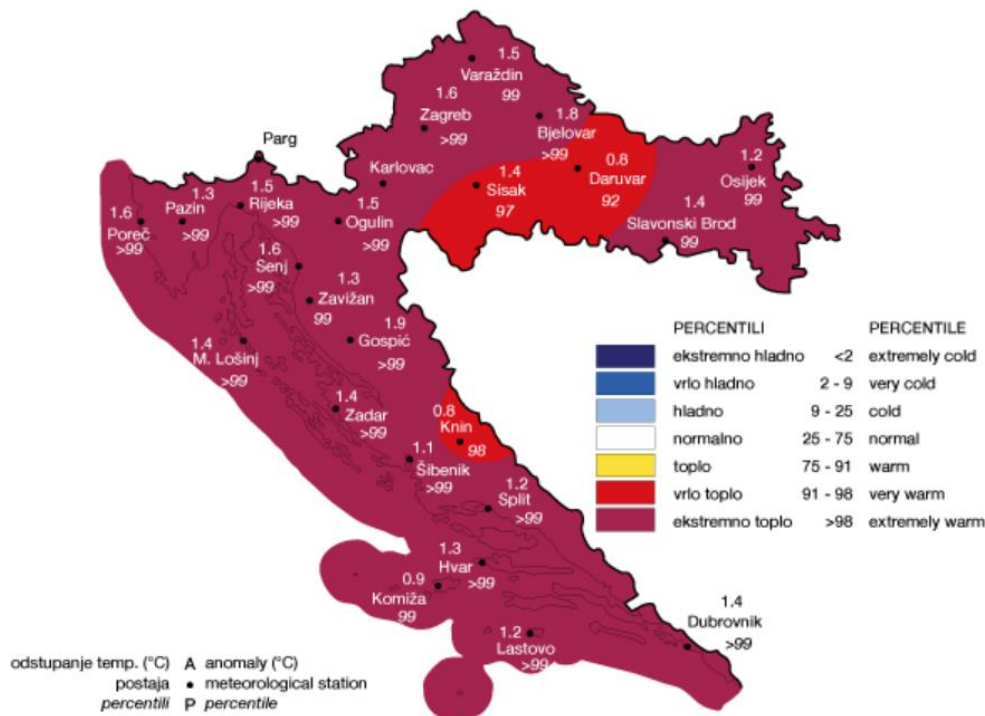 1.5
Varaždin
99
1.6
Zagreb
>99
1.8
Bjelovar
>99
Parg
Karlovac
0.8
Daruvar
92
1.4
Sisak
97
1.2
Osijek
99
1.4
Slavonski Brod
99
1.6
Poreč
>99
1.3
Pazin
>99
1.5
Rijeka
>99
1.5
Ogulin
>99
1.6
Senj
>99
1.3
Zavižan
99
1.9
Gospić
>99
1.4
M. Lošinj
>99
1.4
Zadar
>99
0.8
Knin
98
1.1
Šibenik
>99
1.2
Split
>99
1.3
Hvar
>99
0.9
Komiža
99
1.2
Lastovo
>99
1.4
Dubrovnik
>99
PERCENTILI PERCENTILE
ekstremno hladno <2 extremely cold
vrlo hladno 2 - 9 very cold
hladno 9 - 25 cold
normalno 25 - 75 normal
toplo 75 - 91 warm
vrlo toplo 91 - 98 very warm
ekstremno toplo >98 extremely warm
odstupanje temp. (°C) A anomaly (°C)
postaja • meteorological station
percentili P percentile